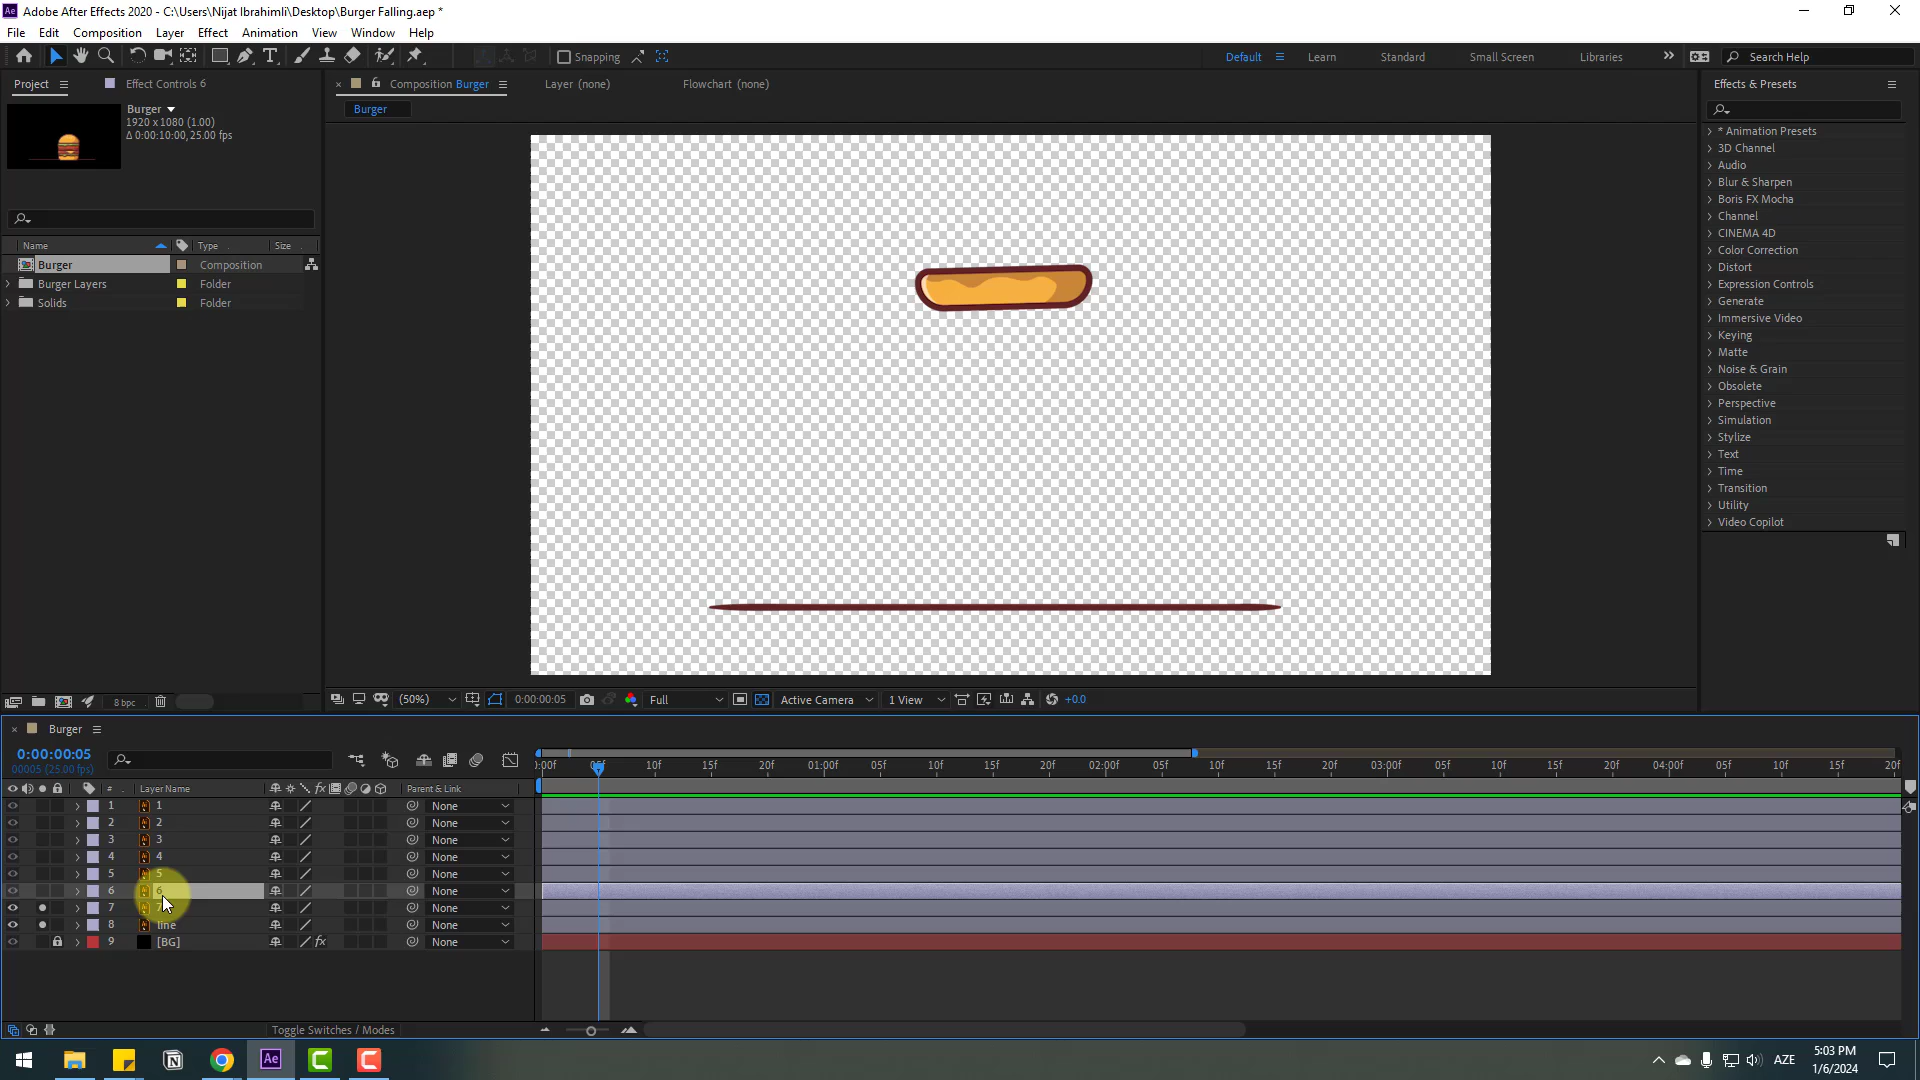 Adobe After Effects 2020 - C:\Users\Nijat Ibrahimli\Desktop\Burger Falling.aep *
File Edit Composition Layer Effect Animation View Window Help
Snapping Default Learn Standard Small Screen Libraries Search Help
Project Effect Controls 6 Composition Burger Layer (none) Flowchart (none) Effects & Presets
Burger
1920 x 1080 (1.00)
Δ 0:00:10:00, 25.00 fps
Burger
Name Type Size
Burger Composition
Burger Layers Folder
Solids Folder
* Animation Presets
3D Channel
Audio
Blur & Sharpen
Boris FX Mocha
Channel
CINEMA 4D
Color Correction
Distort
Expression Controls
Generate
Immersive Video
Keying
Matte
Noise & Grain
Obsolete
Perspective
Simulation
Stylize
Text
Time
Transition
Utility
Video Copilot
8 bpc (50%) 0:00:00:05 Full Active Camera 1 View +0.0
Burger
0:00:00:05
00005 (25.00 fps)
:00f 05f 10f 15f 20f 01:00f 05f 10f 15f 20f 02:00f 05f 10f 15f 20f 03:00f 05f 10f 15f 20f 04:00f 05f 10f 15f 20f
# Layer Name Parent & Link
1 1 None
2 2 None
3 3 None
4 4 None
5 5 None
6 6 None
7 7 None
8 line None
9 [BG] None
Toggle Switches / Modes
AZE 5:03 PM
1/6/2024